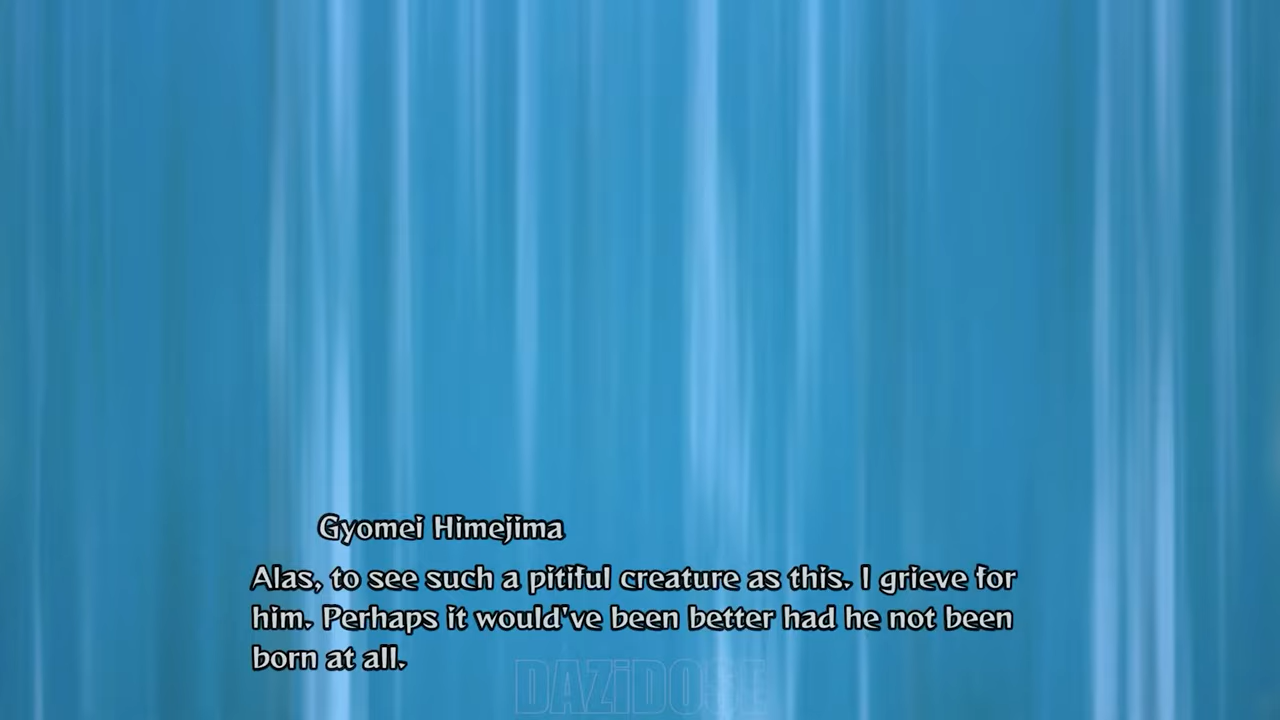 Gyomei Himejima
Alas, to see such a pitiful creature as this. I grieve for
him. Perhaps it would've been better had he not been
born at all.
DAZiDOSE